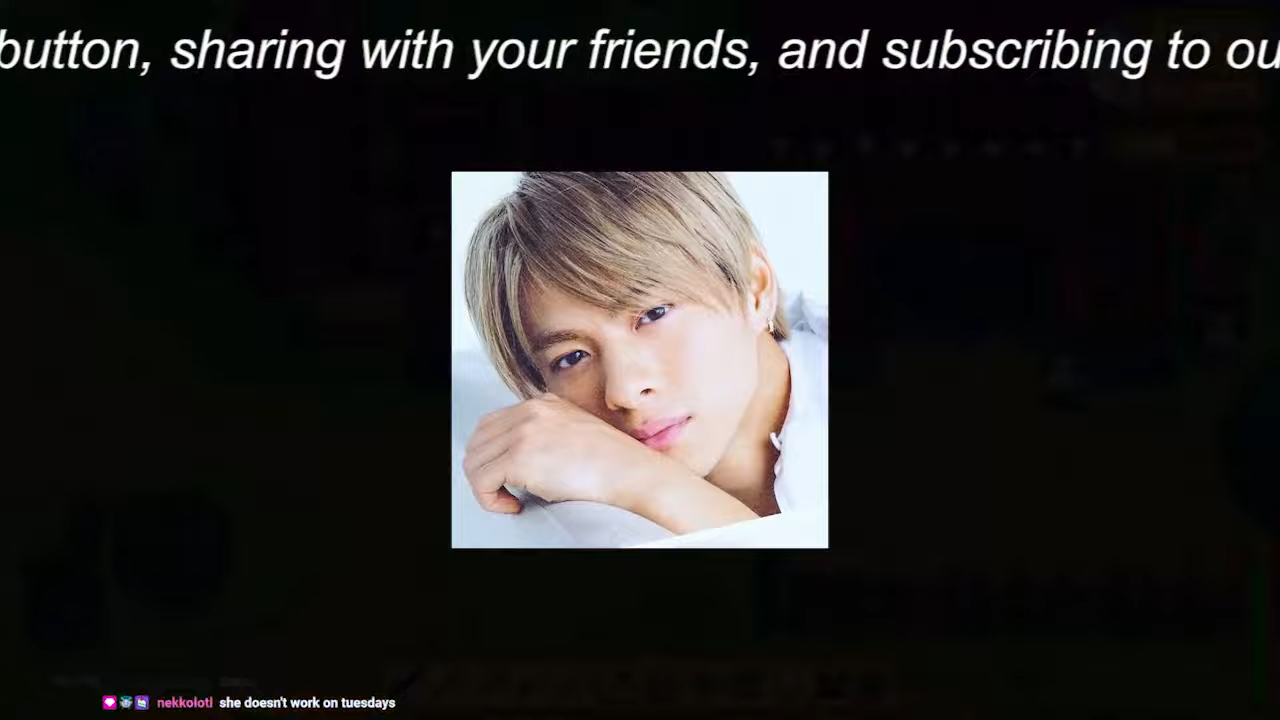 button, sharing with your friends, and subscribing to ou
nekkolotl she doesn't work on tuesdays